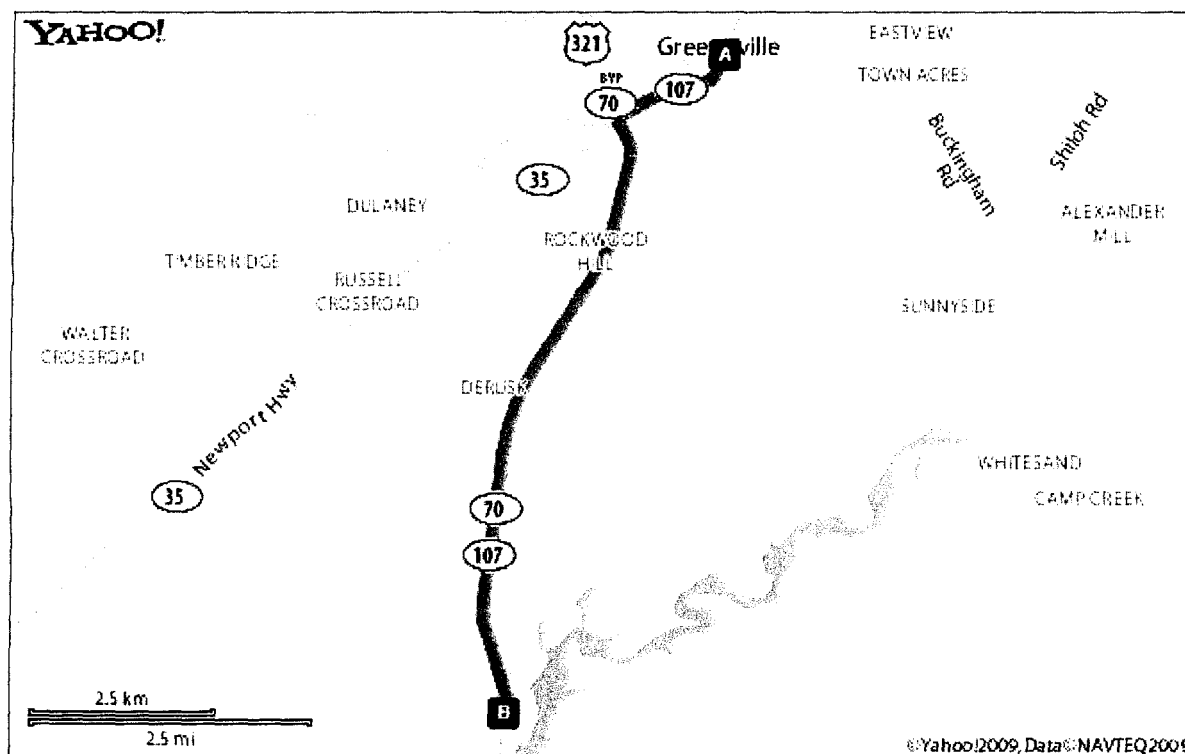 YAHOO!
321
Greeneville
A
EASTVIEW
TOWN ACRES
BYP
70
107
Buckingham
Rd
Shiloh Rd
35
DULANEY
ALEXANDER
MILL
ROCKWOOD
HILL
TIMBER RIDGE
RUSSELL
CROSSROAD
SUNNYSIDE
WALTER
CROSSROAD
DERUSK
Newport Hwy
WHITESAND
35
CAMP CREEK
70
107
2.5 km
B
2.5 mi
©Yahoo!2009, Data©NAVTEQ2009